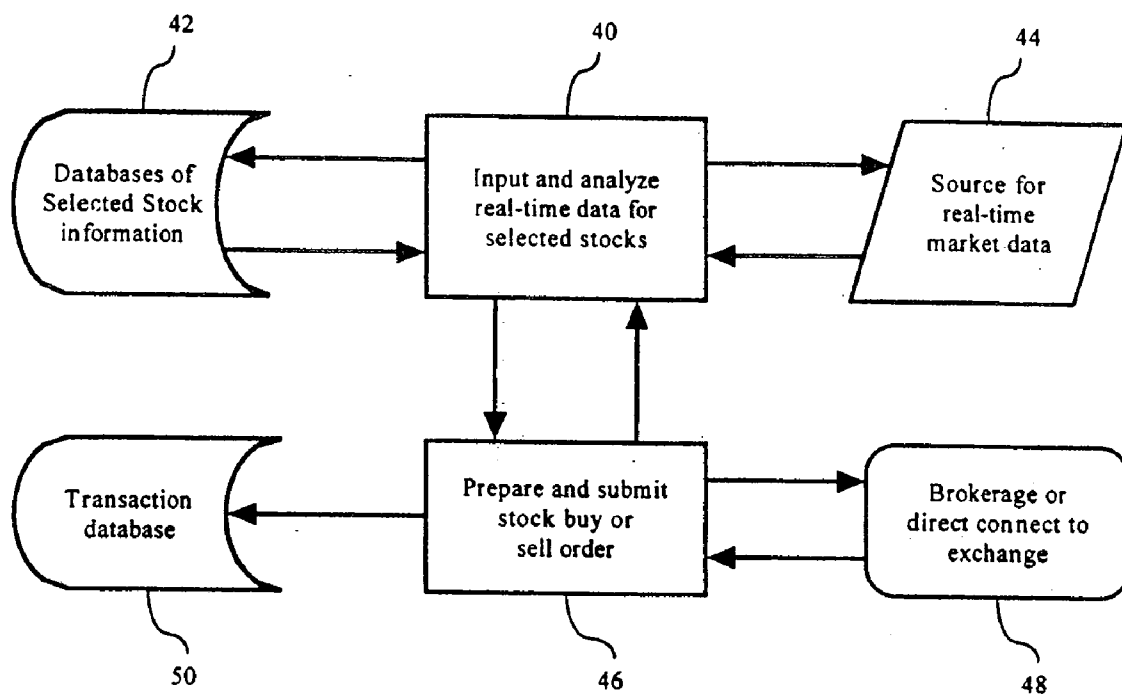 42
40
44
Databases of
Selected Stock
information
Input and analyze
real-time data for
selected stocks
Source for
real-time
market data
Transaction
database
Prepare and submit
stock buy or
sell order
Brokerage or
direct connect to
exchange
50
46
48